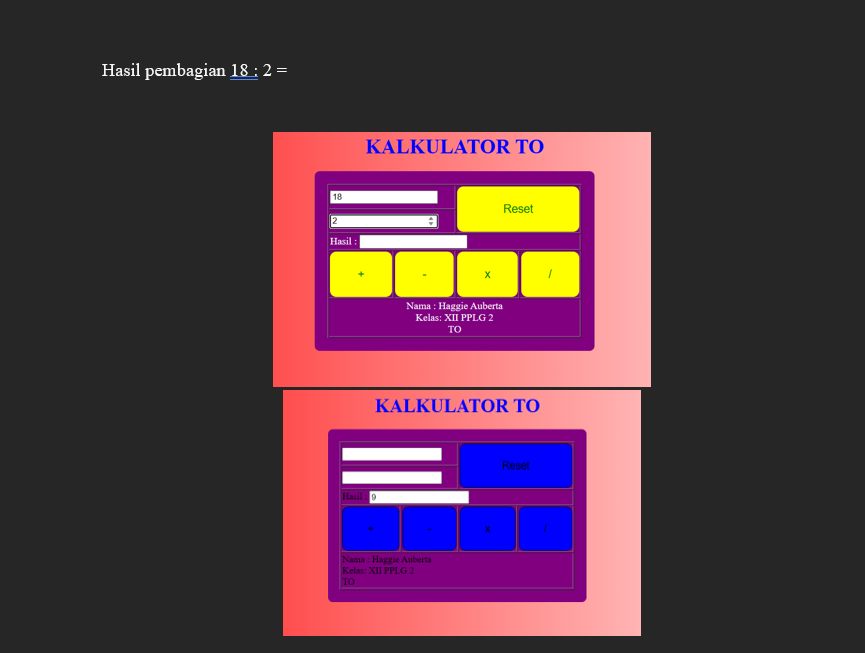 Hasil pembagian 18 : 2 =
KALKULATOR TO
18
Reset
2
Hasil :
+ - x /
Nama : Haggie Auberta
Kelas: XII PPLG 2
TO
KALKULATOR TO
Reset
Hasil : 9
+ - x /
Nama : Haggie Auberta
Kelas: XII PPLG 2
TO